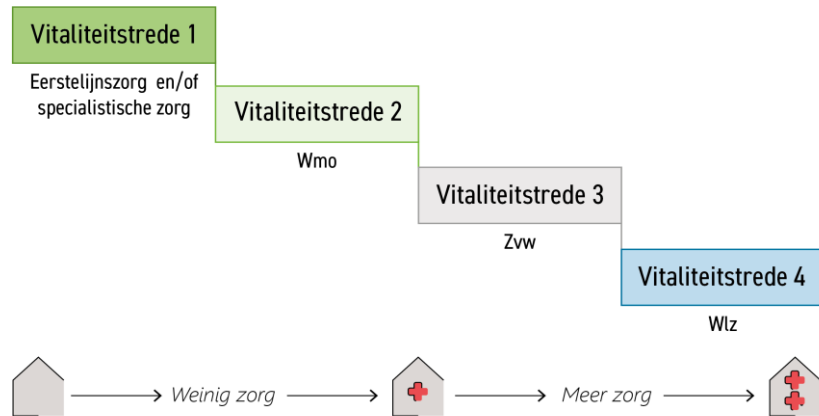 Vitaliteitstrede 1
Eerstelijnszorg en/of
specialistische zorg
Vitaliteitstrede 2
Wmo
Vitaliteitstrede 3
Zvw
Vitaliteitstrede 4
Wlz
Weinig zorg
Meer zorg